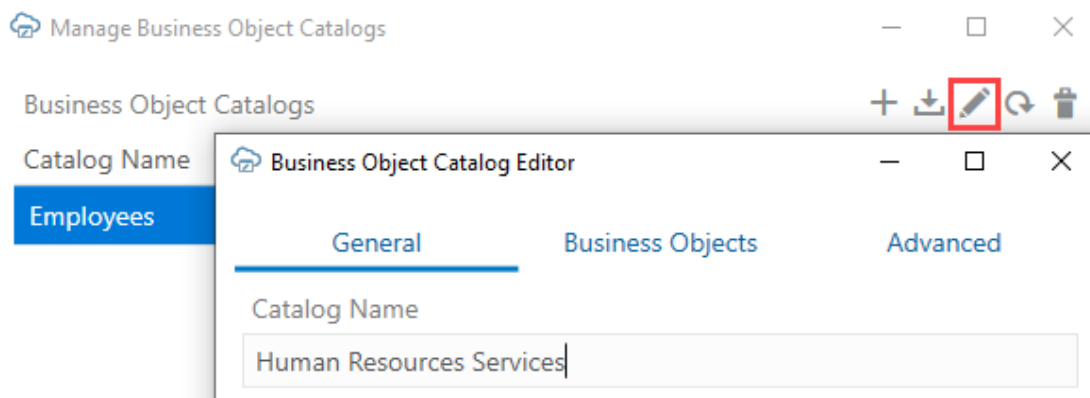 Manage Business Object Catalogs
Business Object Catalogs
Catalog Name
Employees
Business Object Catalog Editor
General Business Objects Advanced
Catalog Name
Human Resources Services